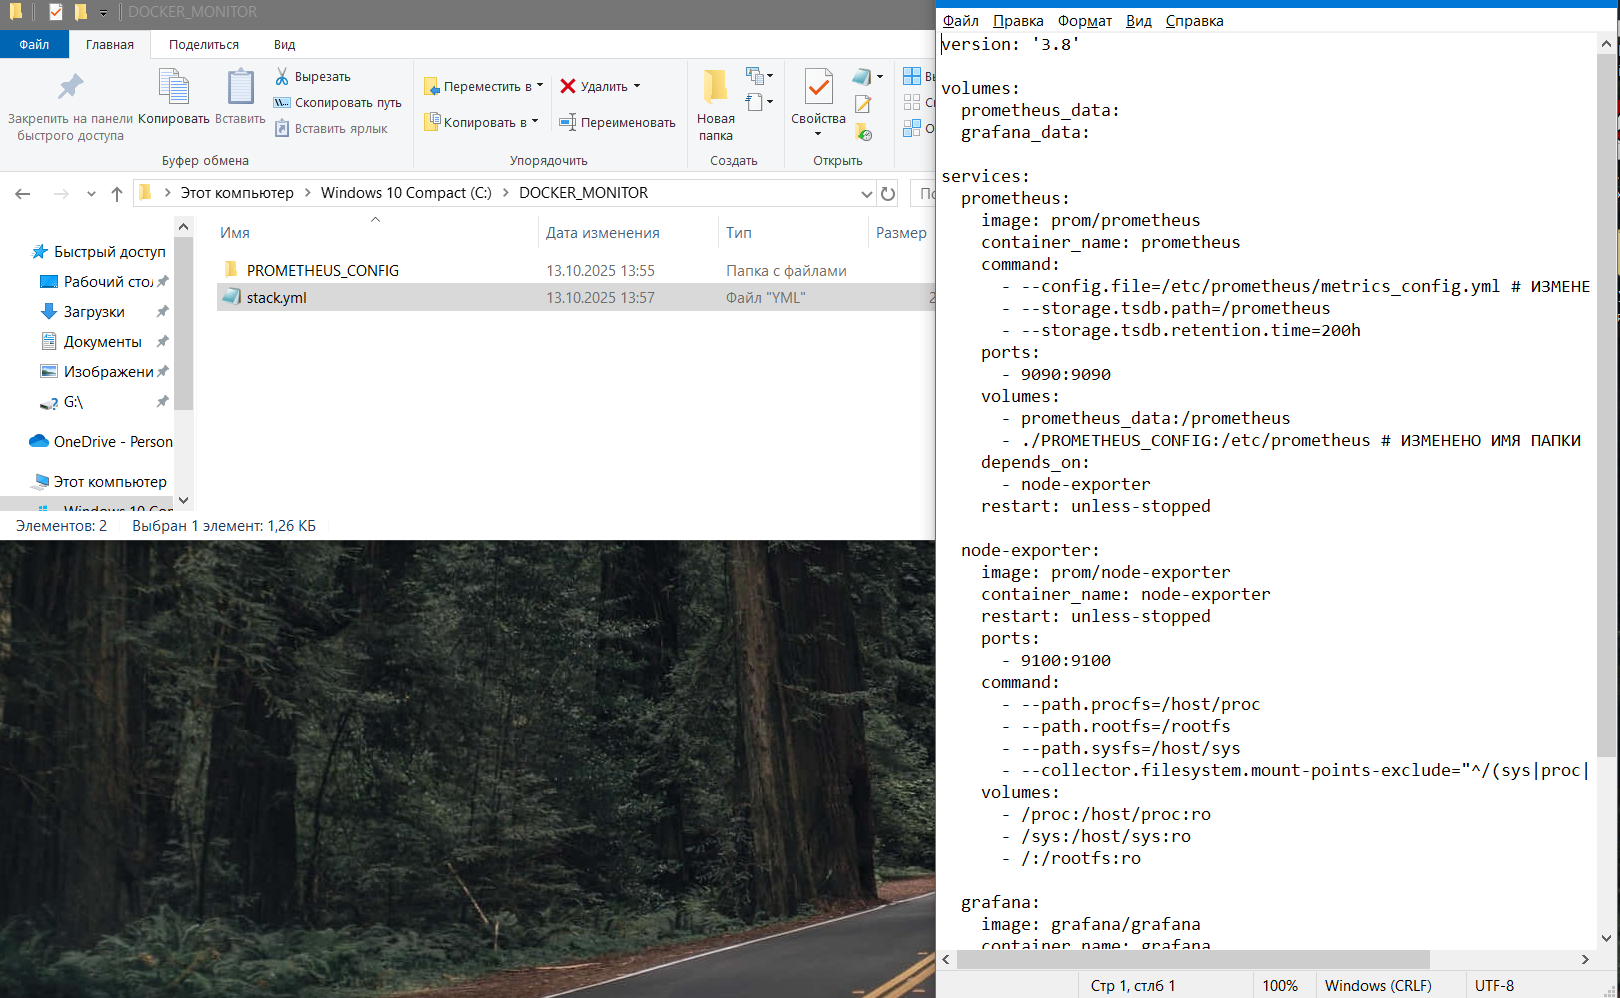 DOCKER_MONITOR
Файл Главная Поделиться Вид
Закрепить на панели быстрого доступа
Копировать
Вставить
Вырезать
Скопировать путь
Вставить ярлык
Буфер обмена
Переместить в
Копировать в
Удалить
Переименовать
Упорядочить
Новая папка
Создать
Свойства
Открыть
Этот компьютер > Windows 10 Compact (C:) > DOCKER_MONITOR
Имя Дата изменения Тип Размер
PROMETHEUS_CONFIG 13.10.2025 13:55 Папка с файлами
stack.yml 13.10.2025 13:57 Файл "YML" 2
Быстрый доступ
Рабочий стол
Загрузки
Документы
Изображени
G:\
OneDrive - Person
Этот компьютер
Windows 10 Con
Элементов: 2 Выбран 1 элемент: 1,26 КБ
Файл Правка Формат Вид Справка
version: '3.8'
volumes:
  prometheus_data:
  grafana_data:
services:
  prometheus:
    image: prom/prometheus
    container_name: prometheus
    command:
      - --config.file=/etc/prometheus/metrics_config.yml # ИЗМЕНЕ
      - --storage.tsdb.path=/prometheus
      - --storage.tsdb.retention.time=200h
    ports:
      - 9090:9090
    volumes:
      - prometheus_data:/prometheus
      - ./PROMETHEUS_CONFIG:/etc/prometheus # ИЗМЕНЕНО ИМЯ ПАПКИ
    depends_on:
      - node-exporter
    restart: unless-stopped
  node-exporter:
    image: prom/node-exporter
    container_name: node-exporter
    restart: unless-stopped
    ports:
      - 9100:9100
    command:
      - --path.procfs=/host/proc
      - --path.rootfs=/rootfs
      - --path.sysfs=/host/sys
      - --collector.filesystem.mount-points-exclude="^/(sys|proc|
    volumes:
      - /proc:/host/proc:ro
      - /sys:/host/sys:ro
      - /:/rootfs:ro
  grafana:
    image: grafana/grafana
    container_name: grafana
Стр 1, стлб 1 100% Windows (CRLF) UTF-8